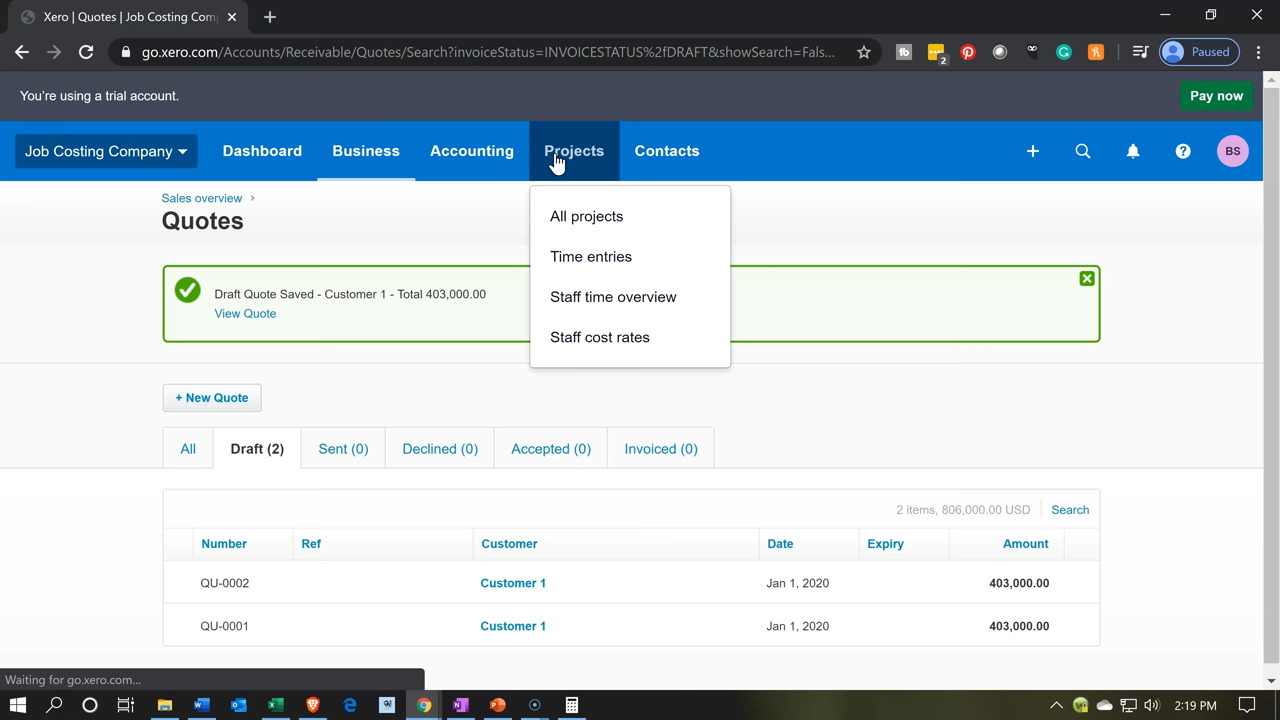 Xero | Quotes | Job Costing Com
go.xero.com/Accounts/Receivable/Quotes/Search?invoiceStatus=INVOICESTATUS%2fDRAFT&showSearch=Fals...
2
Paused
You're using a trial account.
Pay now
Job Costing Company
Dashboard
Business
Accounting
Projects
Contacts
BS
Sales overview ›
Quotes
All projects
Time entries
Staff time overview
Staff cost rates
Draft Quote Saved - Customer 1 - Total 403,000.00
View Quote
+ New Quote
All
Draft (2)
Sent (0)
Declined (0)
Accepted (0)
Invoiced (0)
2 items, 806,000.00 USD
Search
Number Ref Customer Date Expiry Amount
QU-0002 Customer 1 Jan 1, 2020 403,000.00
QU-0001 Customer 1 Jan 1, 2020 403,000.00
Waiting for go.xero.com...
2:19 PM